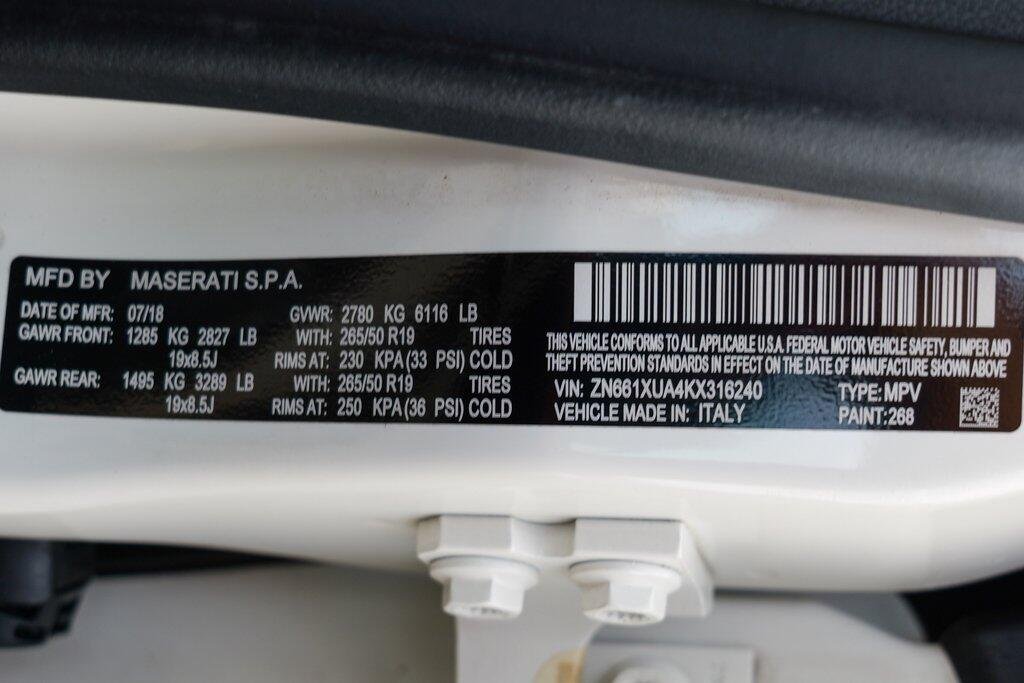 MFD BY MASERATI S.P.A.
DATE OF MFR: 07/18 GVWR: 2780 KG 6116 LB
GAWR FRONT: 1285 KG 2827 LB WITH: 265/50 R19 TIRES
19x8.5J RIMS AT: 230 KPA(33 PSI) COLD
GAWR REAR: 1495 KG 3289 LB WITH: 265/50 R19 TIRES
19x8.5J RIMS AT: 250 KPA(36 PSI) COLD
THIS VEHICLE CONFORMS TO ALL APPLICABLE U.S.A. FEDERAL MOTOR VEHICLE SAFETY, BUMPER AND
THEFT PREVENTION STANDARDS IN EFFECT ON THE DATE OF MANUFACTURE SHOWN ABOVE
VIN: ZN661XUA4KX316240 TYPE: MPV
VEHICLE MADE IN: ITALY PAINT:268